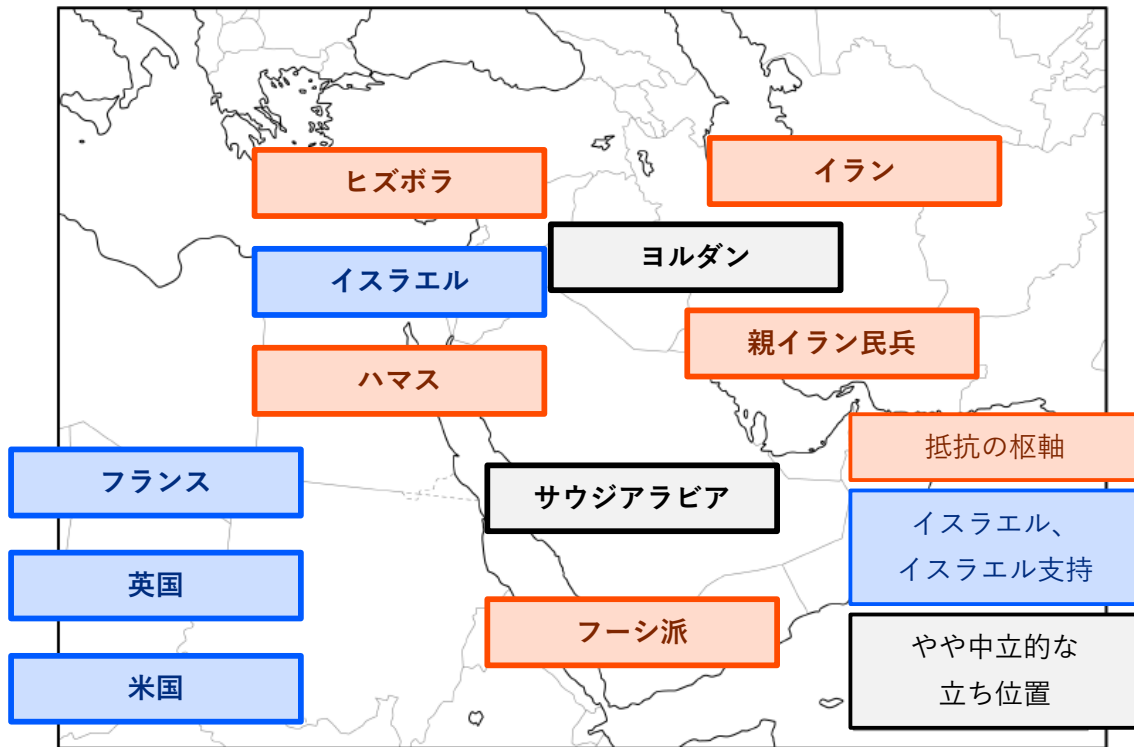 ヒズボラ
イラン
イスラエル
ヨルダン
ハマス
親イラン民兵
フランス
サウジアラビア
英国
フーシ派
米国
抵抗の枢軸
イスラエル、
イスラエル支持
やや中立的な
立ち位置